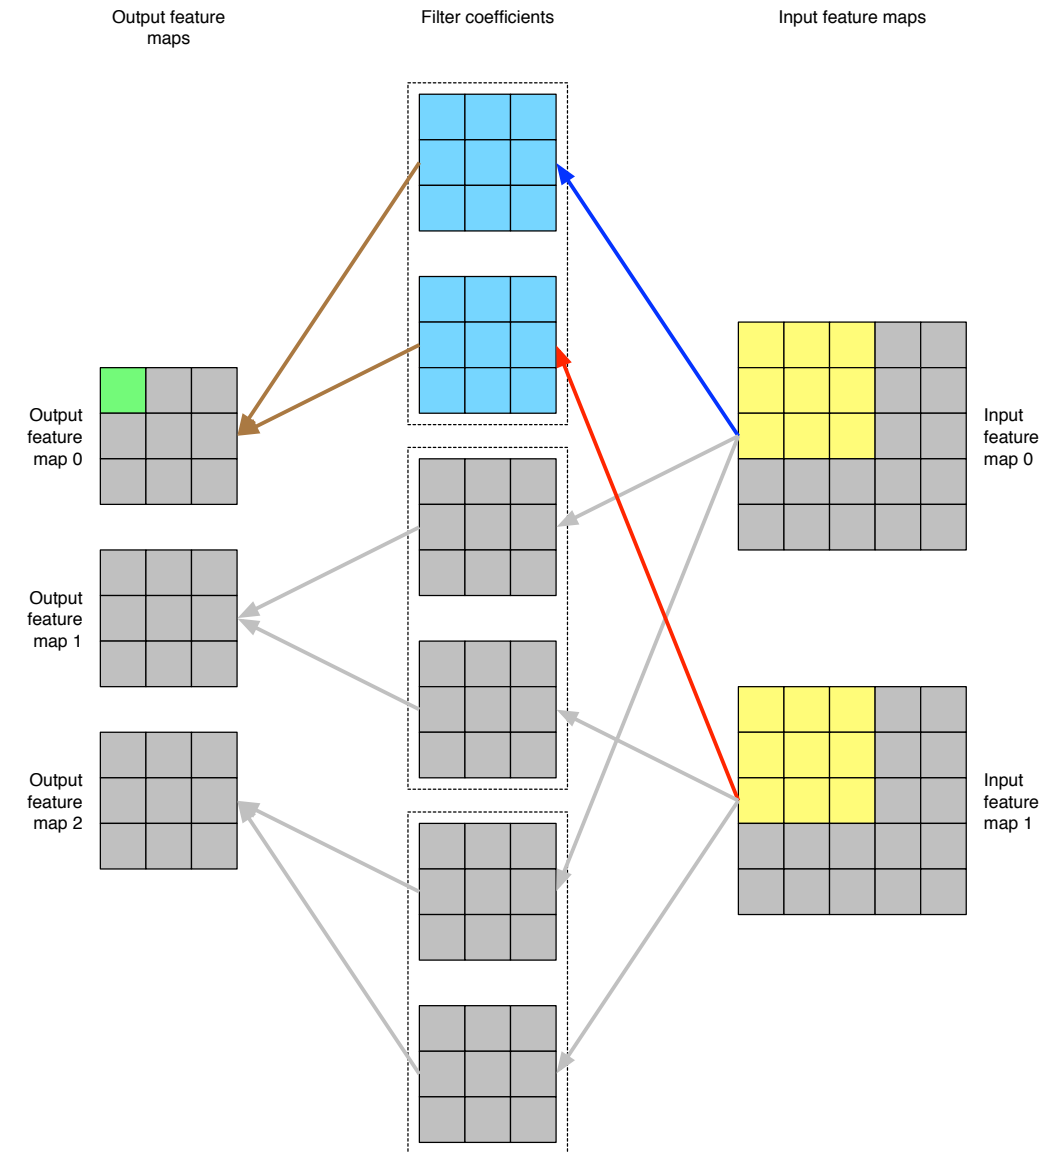 Output feature
maps
Filter coefficients
Input feature maps
Output
feature
map 0
Input
feature
map 0
Output
feature
map 1
Output
feature
map 2
Input
feature
map 1